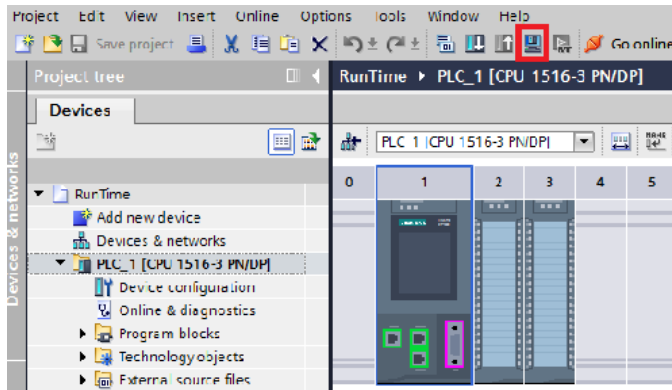 Project Edit View Insert Online Options Tools Window Help
Save project Go online
Project tree
RunTime PLC_1 [CPU 1516-3 PN/DP]
Devices
PLC_1 [CPU 1516-3 PN/DP]
0 1 2 3 4 5
RunTime
Add new device
Devices & networks
PLC_1 [CPU 1516-3 PN/DP]
Device configuration
Online & diagnostics
Program blocks
Technology objects
External source files
Devices & networks